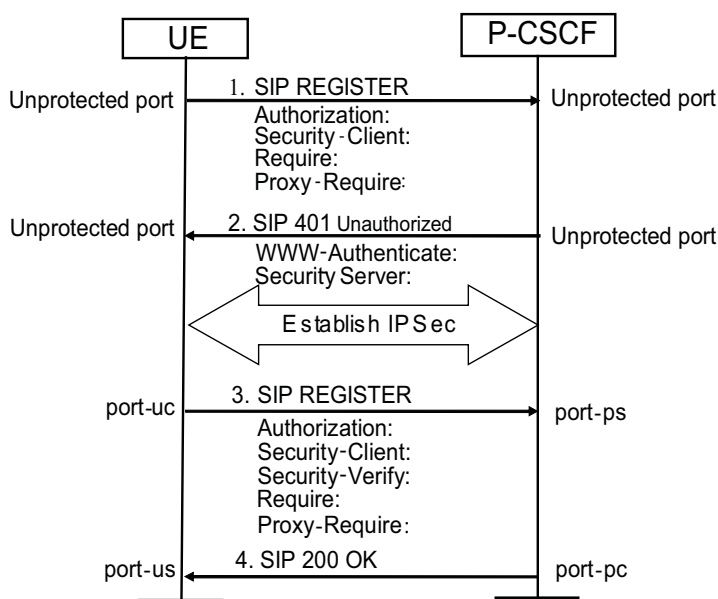 UE
P-CSCF
1. SIP REGISTER
Unprotected port
Unprotected port
Authorization:
Security-Client:
Require:
Proxy-Require:
2. SIP 401 Unauthorized
Unprotected port
Unprotected port
WWW-Authenticate:
Security Server:
Establish IPSec
3. SIP REGISTER
port-uc
port-ps
Authorization:
Security-Client:
Security-Verify:
Require:
Proxy-Require:
4. SIP 200 OK
port-us
port-pc